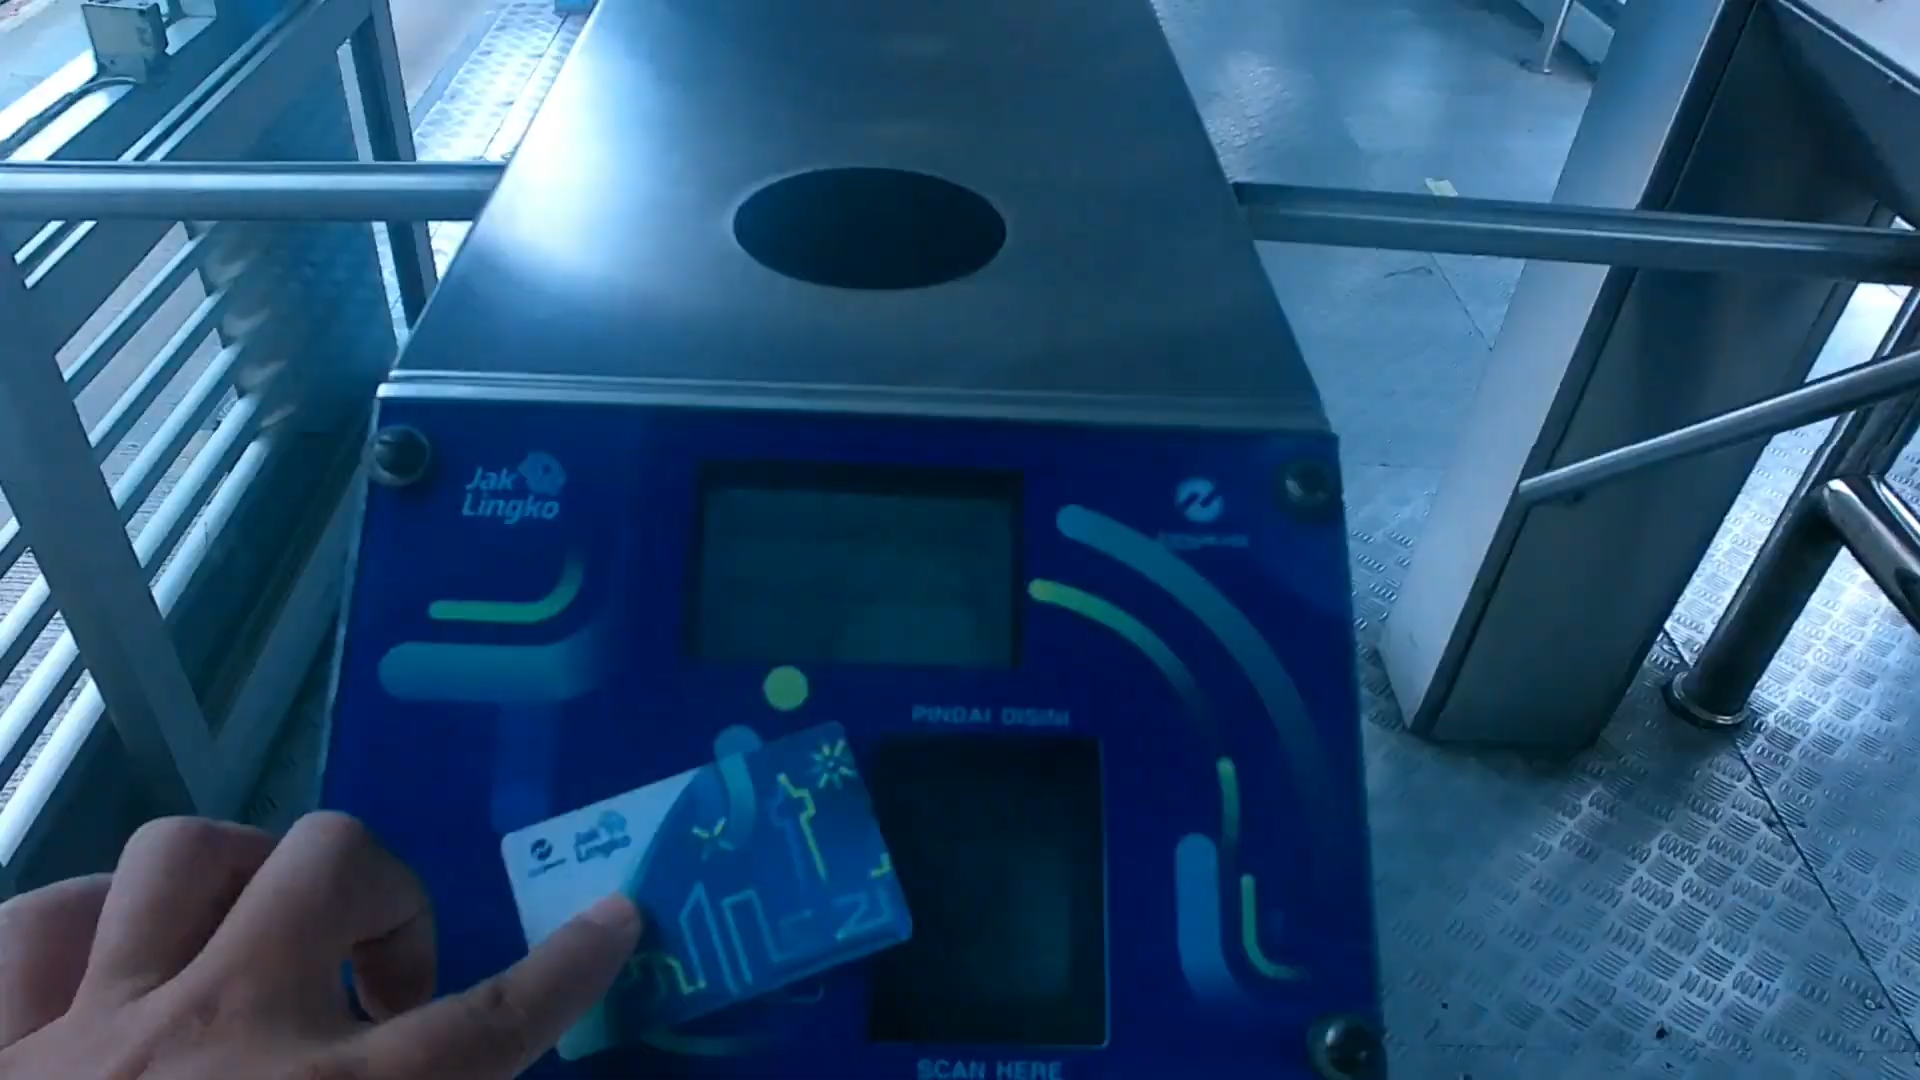 Jak
Lingko
PINDAI DISINI
Jak
Lingko
SCAN HERE